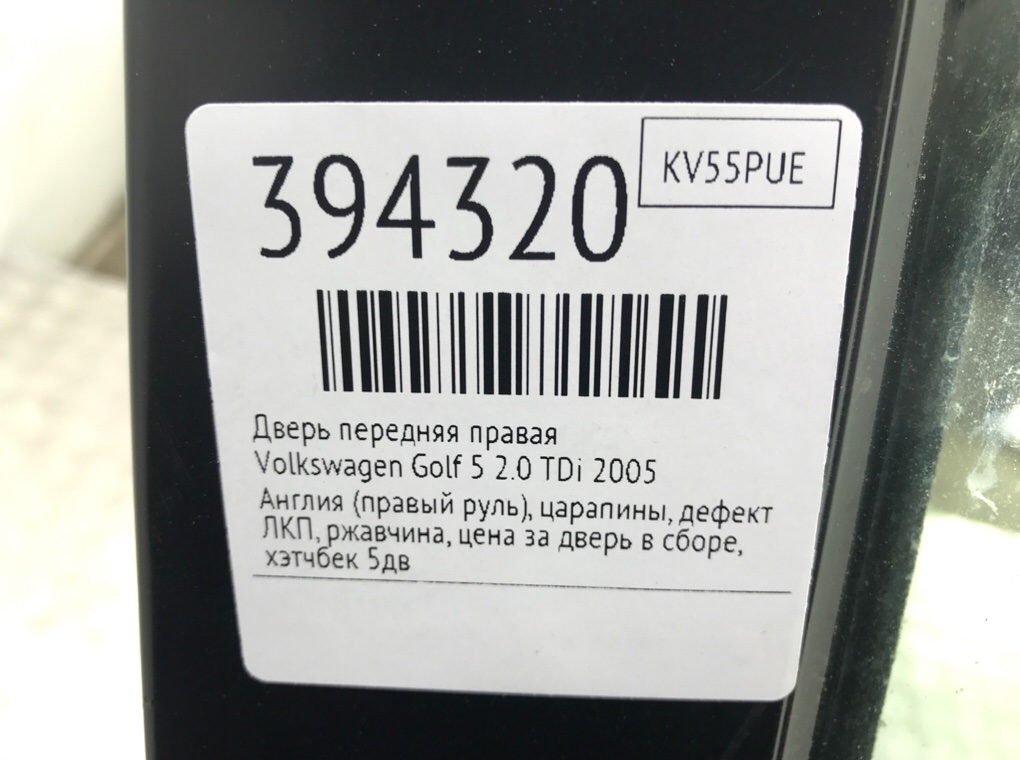 394320
KV55PUE
Дверь передняя правая
Volkswagen Golf 5 2.0 TDi 2005
Англия (правый руль), царапины, дефект
ЛКП, ржавчина, цена за дверь в сборе,
хэтчбек 5дв